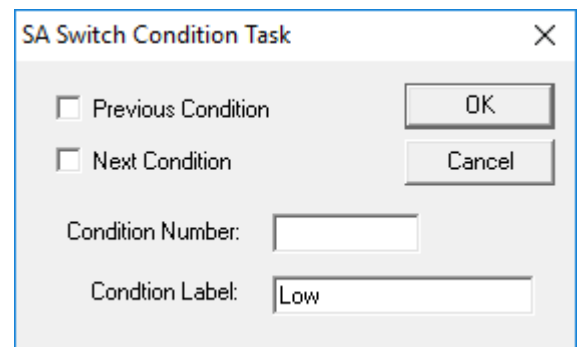 SA Switch Condition Task
Previous Condition
OK
Next Condition
Cancel
Condition Number:
Condtion Label:
Low